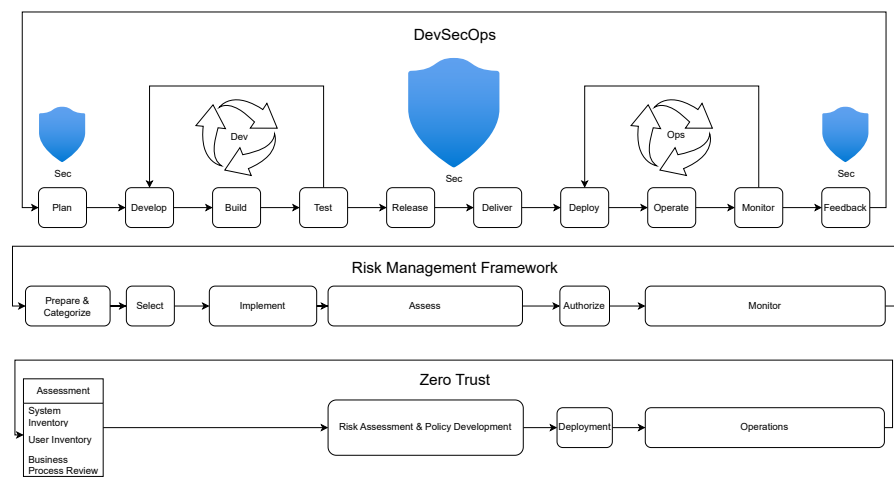 DevSecOps
Dev
Ops
Sec
Sec
Sec
Plan
Develop
Build
Test
Release
Deliver
Deploy
Operate
Monitor
Feedback
Risk Management Framework
Prepare &
Categorize
Select
Implement
Assess
Authorize
Monitor
Zero Trust
Assessment
System
Inventory
User Inventory
Business
Process Review
Risk Assessment & Policy Development
Deployment
Operations